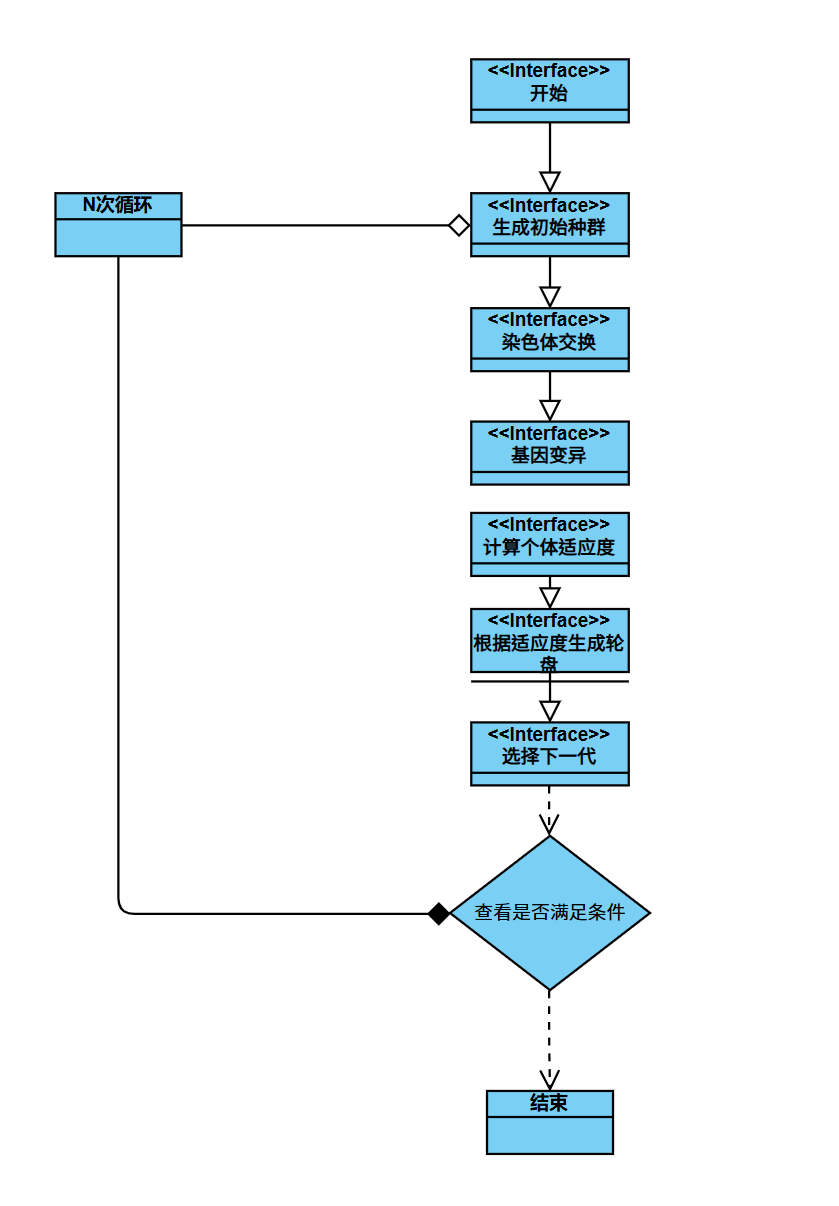 <<Interface>>
开始
N次循环
<<Interface>>
生成初始种群
<<Interface>>
染色体交换
<<Interface>>
基因变异
<<Interface>>
计算个体适应度
<<Interface>>
根据适应度生成轮
盘
<<Interface>>
选择下一代
查看是否满足条件
结束